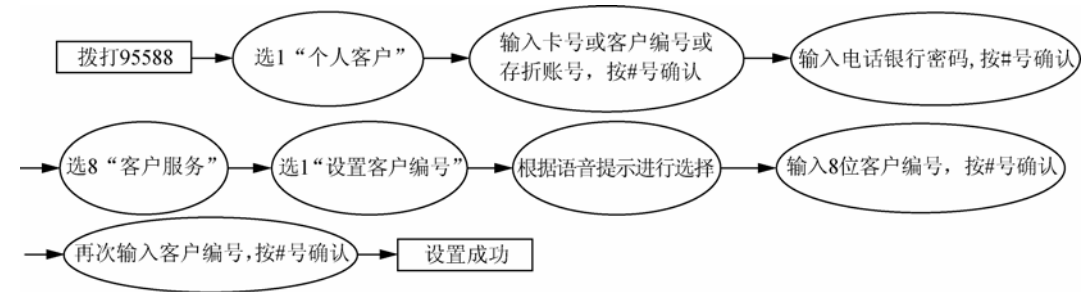 拨打95588
选1“个人客户”
输入卡号或客户编号或
存折账号，按#号确认
输入电话银行密码,按#号确认
选8“客户服务”
选1“设置客户编号”
根据语音提示进行选择
输入8位客户编号，按#号确认
再次输入客户编号,按#号确认
设置成功